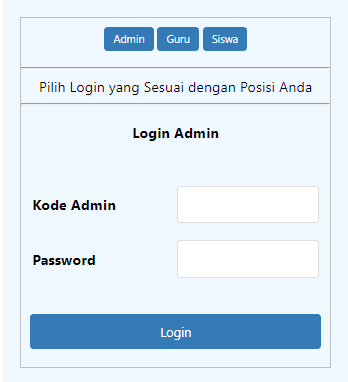 Admin Guru Siswa
Pilih Login yang Sesuai dengan Posisi Anda
Login Admin
Kode Admin
Password
Login